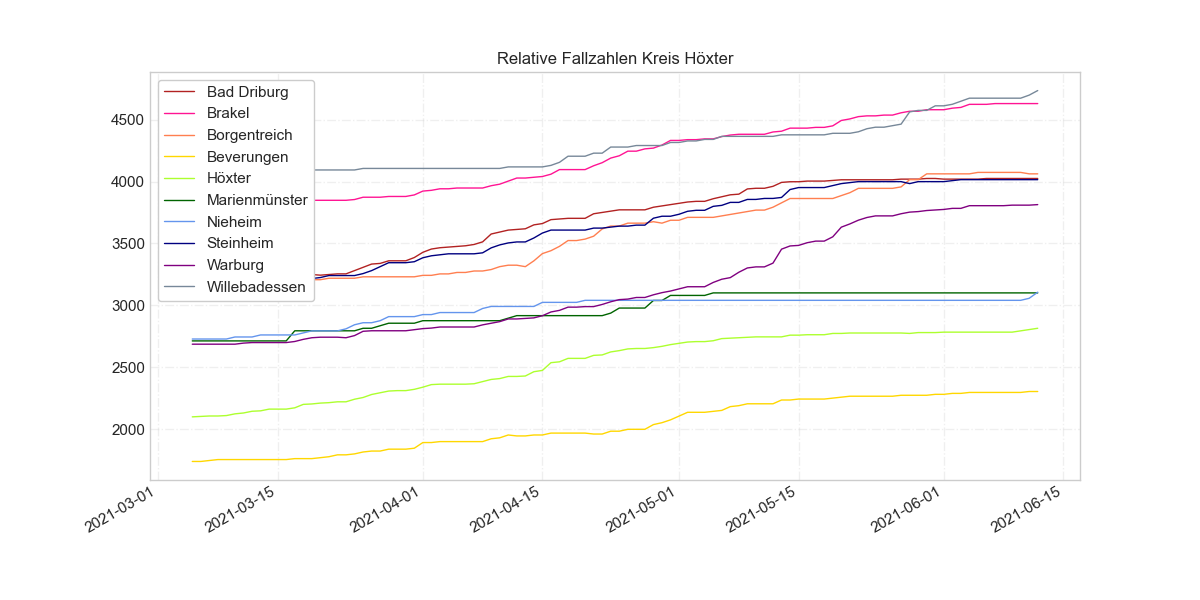 Relative Fallzahlen Kreis Höxter
Bad Driburg
Brakel
Borgentreich
Beverungen
Höxter
Marienmünster
Nieheim
Steinheim
Warburg
Willebadessen
4500
4000
3500
3000
2500
2000
2021-03-01
2021-03-15
2021-04-01
2021-04-15
2021-05-01
2021-05-15
2021-06-01
2021-06-15